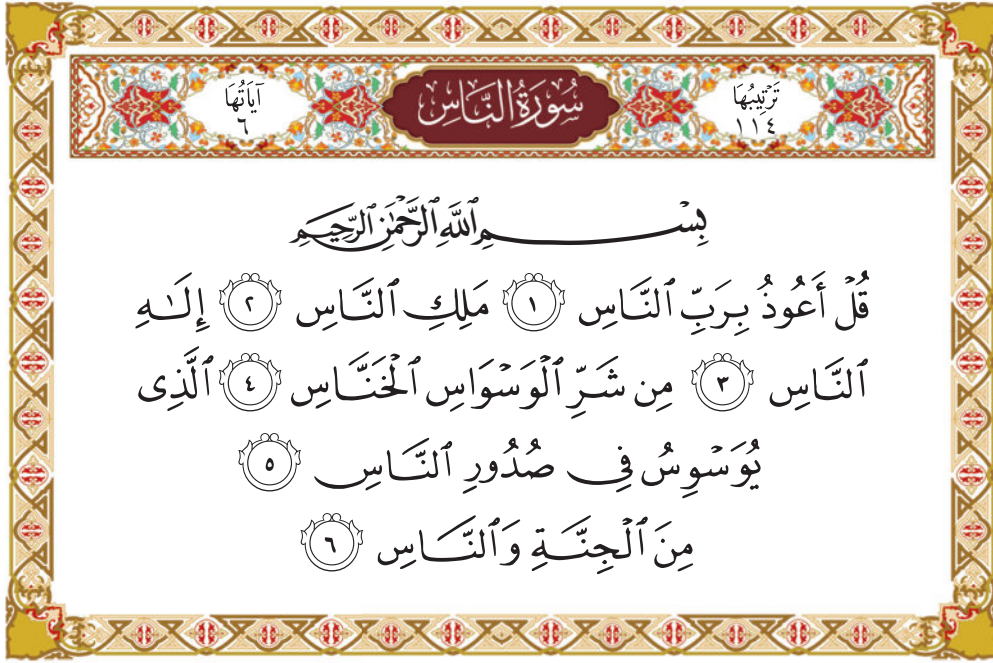 تَرْتِيبُهَا
١١٤
سُورَةُ النَّاسِ
آيَاتُهَا
٦
بِسْمِ ٱللَّهِ ٱلرَّحْمَٰنِ ٱلرَّحِيمِ
قُلْ أَعُوذُ بِرَبِّ ٱلنَّاسِ ١ مَلِكِ ٱلنَّاسِ ٢ إِلَـٰهِ
ٱلنَّاسِ ٣ مِن شَرِّ ٱلْوَسْوَاسِ ٱلْخَنَّاسِ ٤ ٱلَّذِى
يُوَسْوِسُ فِى صُدُورِ ٱلنَّاسِ ٥
مِنَ ٱلْجِنَّةِ وَٱلنَّاسِ ٦